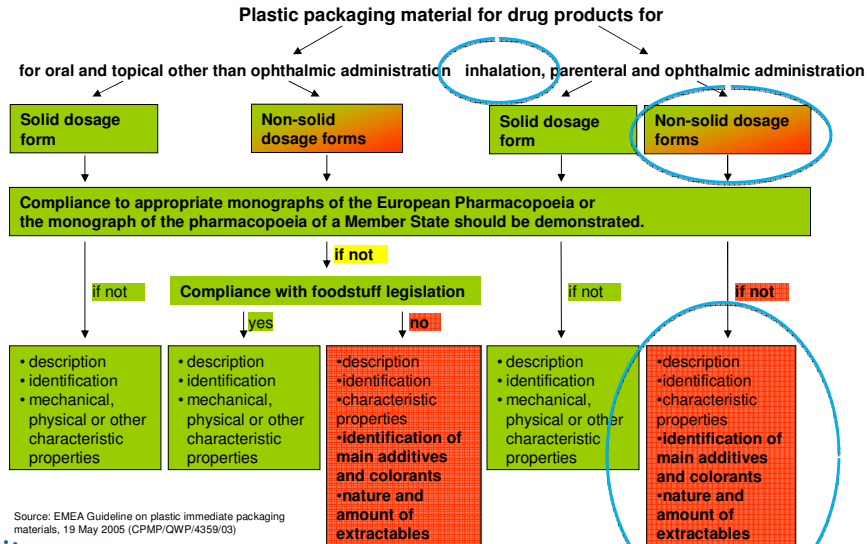 Plastic packaging material for drug products for
for oral and topical other than ophthalmic administration
inhalation, parenteral and ophthalmic administration
Solid dosage
form
Non-solid
dosage forms
Solid dosage
form
Non-solid dosage
forms
Compliance to appropriate monographs of the European Pharmacopoeia or
the monograph of the pharmacopoeia of a Member State should be demonstrated.
if not
if not
if not
if not
Compliance with foodstuff legislation
yes
no
• description
• identification
• mechanical,
physical or other
characteristic
properties
• description
• identification
• mechanical,
physical or other
characteristic
properties
•description
•identification
•characteristic
properties
•identification of
main additives
and colorants
•nature and
amount of
extractables
• description
• identification
• mechanical,
physical or other
characteristic
properties
•description
•identification
•characteristic
properties
•identification of
main additives
and colorants
•nature and
amount of
extractables
Source: EMEA Guideline on plastic immediate packaging
materials, 19 May 2005 (CPMP/QWP/4359/03)